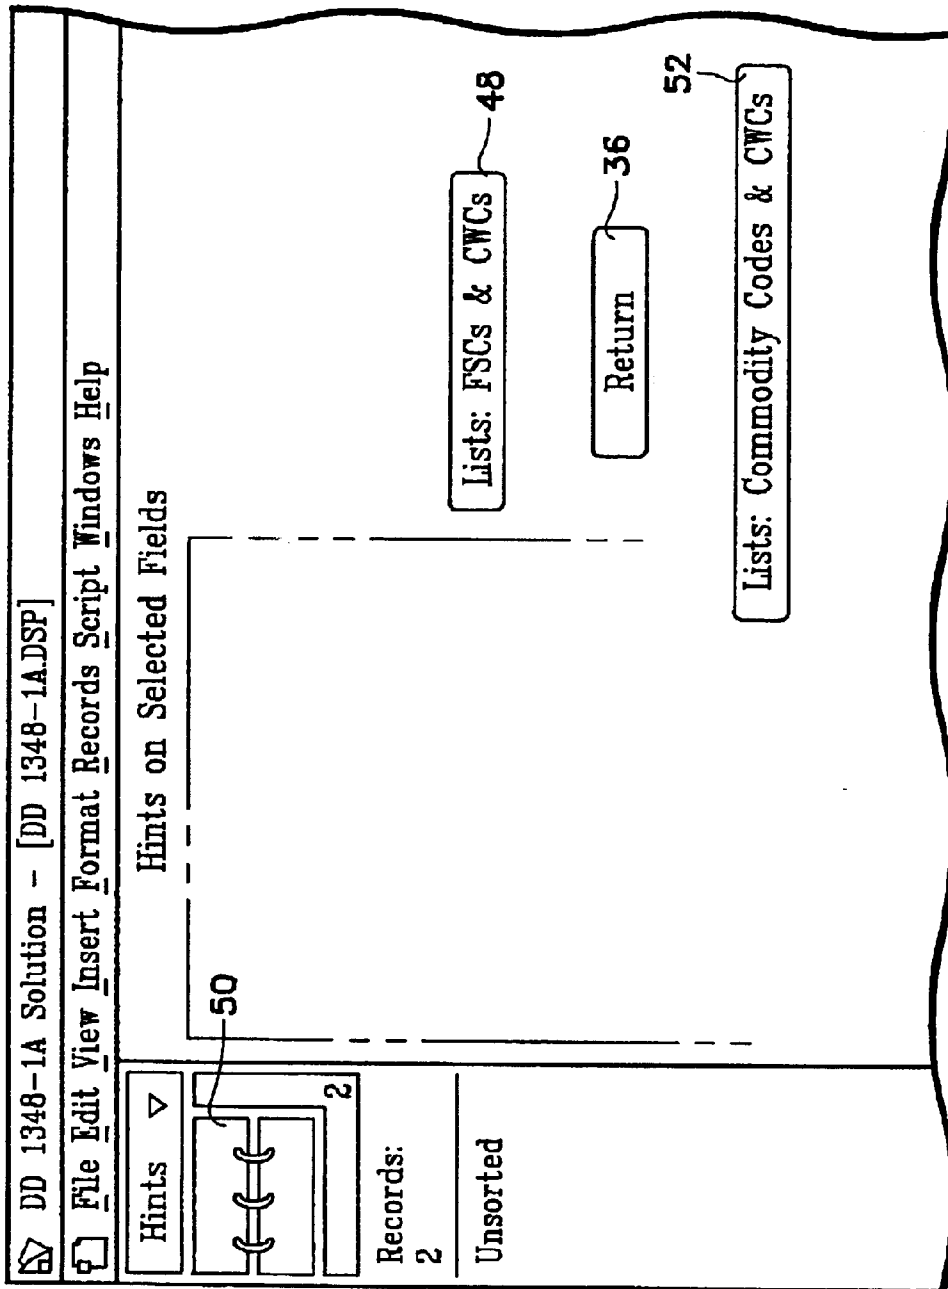 DD 1348-1A Solution - [DD 1348-1A.DSP]
File Edit View Insert Format Records Script Windows Help
Hints
50
2
Records:
2
Unsorted
Hints on Selected Fields
Lists: FSCs & CWCs
48
Return
36
Lists: Commodity Codes & CWCs
52